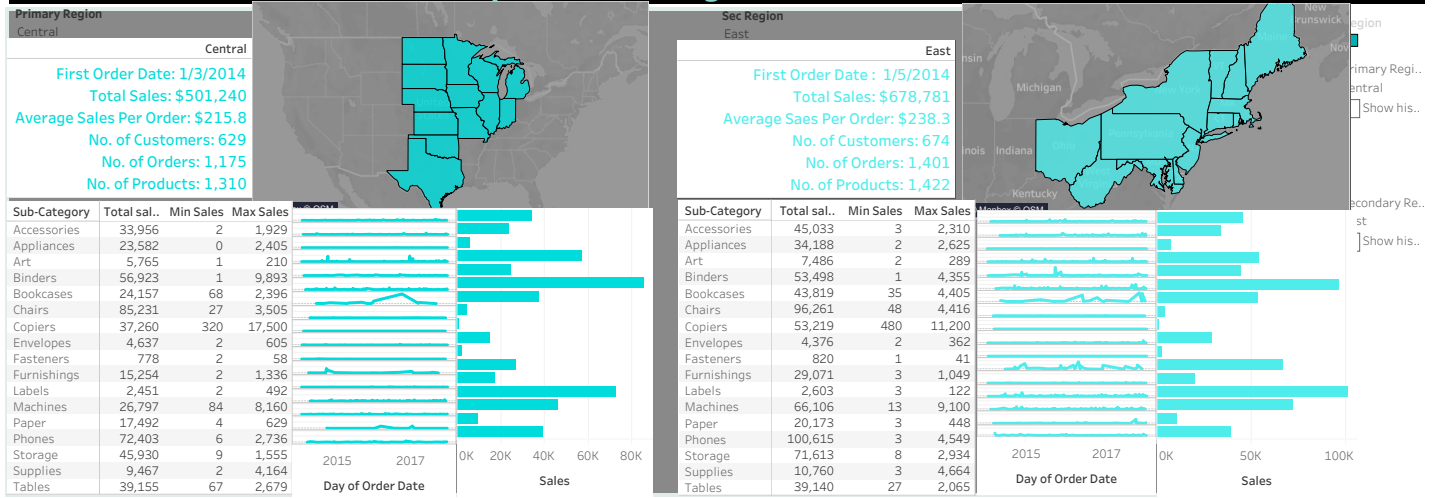 Primary Region
Central
Central
First Order Date: 1/3/2014
Total Sales: $501,240
Average Sales Per Order: $215.8
No. of Customers: 629
No. of Orders: 1,175
No. of Products: 1,310
Sub-Category Total sal.. Min Sales Max Sales
Accessories 33,956 2 1,929
Appliances 23,582 0 2,405
Art 5,765 1 210
Binders 56,923 1 9,893
Bookcases 24,157 68 2,396
Chairs 85,231 27 3,505
Copiers 37,260 320 17,500
Envelopes 4,637 2 605
Fasteners 778 2 58
Furnishings 15,254 2 1,336
Labels 2,451 2 492
Machines 26,797 84 8,160
Paper 17,492 4 629
Phones 72,403 6 2,736
Storage 45,930 9 1,555
Supplies 9,467 2 4,164
Tables 39,155 67 2,679
2015 2017
Day of Order Date
0K 20K 40K 60K 80K
Sales
Sec Region
East
East
First Order Date : 1/5/2014
Total Sales: $678,781
Average Saes Per Order: $238.3
No. of Customers: 674
No. of Orders: 1,401
No. of Products: 1,422
Michigan
Indiana
Ohio
Pennsylvania
New York
Kentucky
Maine
New
Brunswick
Mapbox © OSM
Sub-Category Total sal.. Min Sales Max Sales
Accessories 45,033 3 2,310
Appliances 34,188 2 2,625
Art 7,486 2 289
Binders 53,498 1 4,355
Bookcases 43,819 35 4,405
Chairs 96,261 48 4,416
Copiers 53,219 480 11,200
Envelopes 4,376 2 362
Fasteners 820 1 41
Furnishings 29,071 3 1,049
Labels 2,603 3 122
Machines 66,106 13 9,100
Paper 20,173 3 448
Phones 100,615 3 4,549
Storage 71,613 8 2,934
Supplies 10,760 3 4,664
Tables 39,140 27 2,065
2015 2017
Day of Order Date
0K 50K 100K
Sales
egion
rimary Regi..
entral
Show his..
econdary Re..
st
Show his..